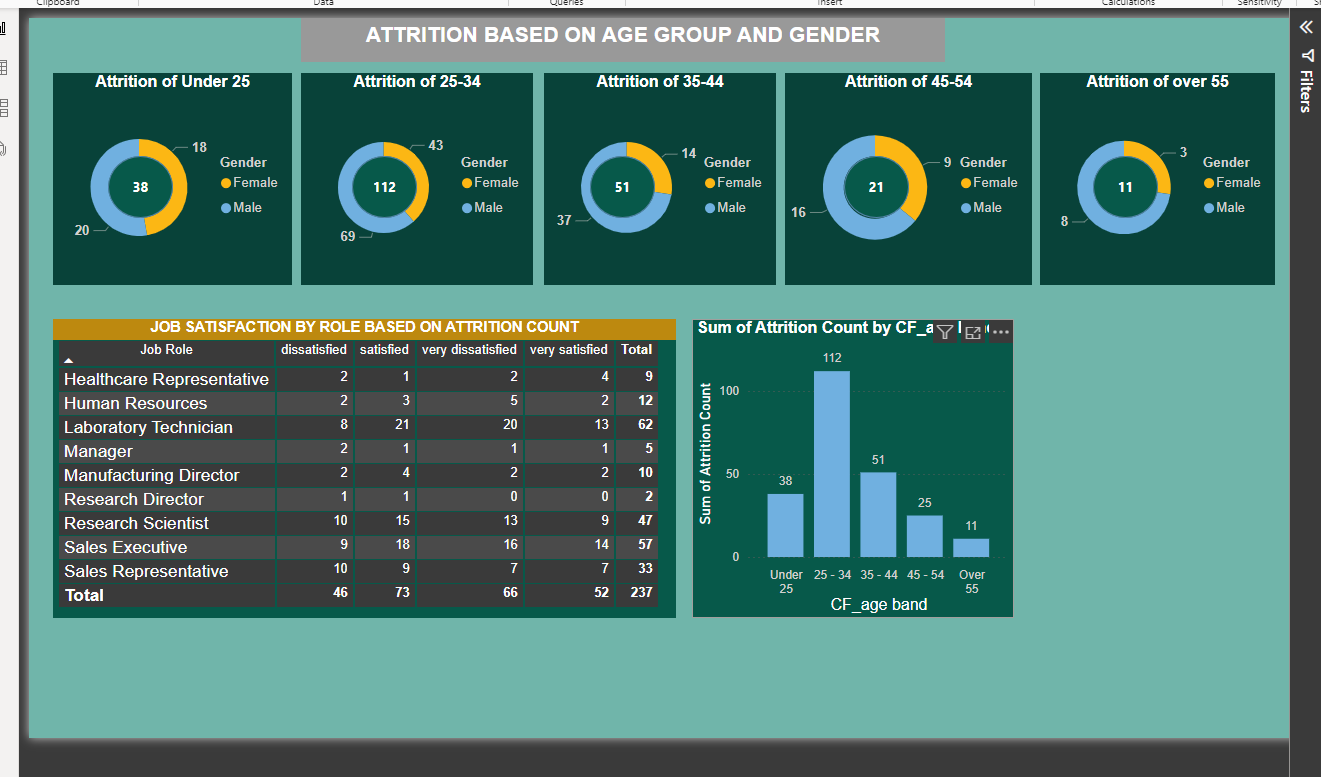 Clipboard Data Queries Insert Calculations Sensitivity
ATTRITION BASED ON AGE GROUP AND GENDER
Attrition of Under 25
18
38
20
Gender
Female
Male
Attrition of 25-34
43
112
69
Gender
Female
Male
Attrition of 35-44
14
51
37
Gender
Female
Male
Attrition of 45-54
9
21
16
Gender
Female
Male
Attrition of over 55
3
11
8
Gender
Female
Male
Filters
JOB SATISFACTION BY ROLE BASED ON ATTRITION COUNT
Job Role dissatisfied satisfied very dissatisfied very satisfied Total
Healthcare Representative 2 1 2 4 9
Human Resources 2 3 5 2 12
Laboratory Technician 8 21 20 13 62
Manager 2 1 1 1 5
Manufacturing Director 2 4 2 2 10
Research Director 1 1 0 0 2
Research Scientist 10 15 13 9 47
Sales Executive 9 18 16 14 57
Sales Representative 10 9 7 7 33
Total 46 73 66 52 237
Sum of Attrition Count by
Sum of Attrition Count
100
50
0
38
112
51
25
11
Under 25
25 - 34
35 - 44
45 - 54
Over 55
CF_age band